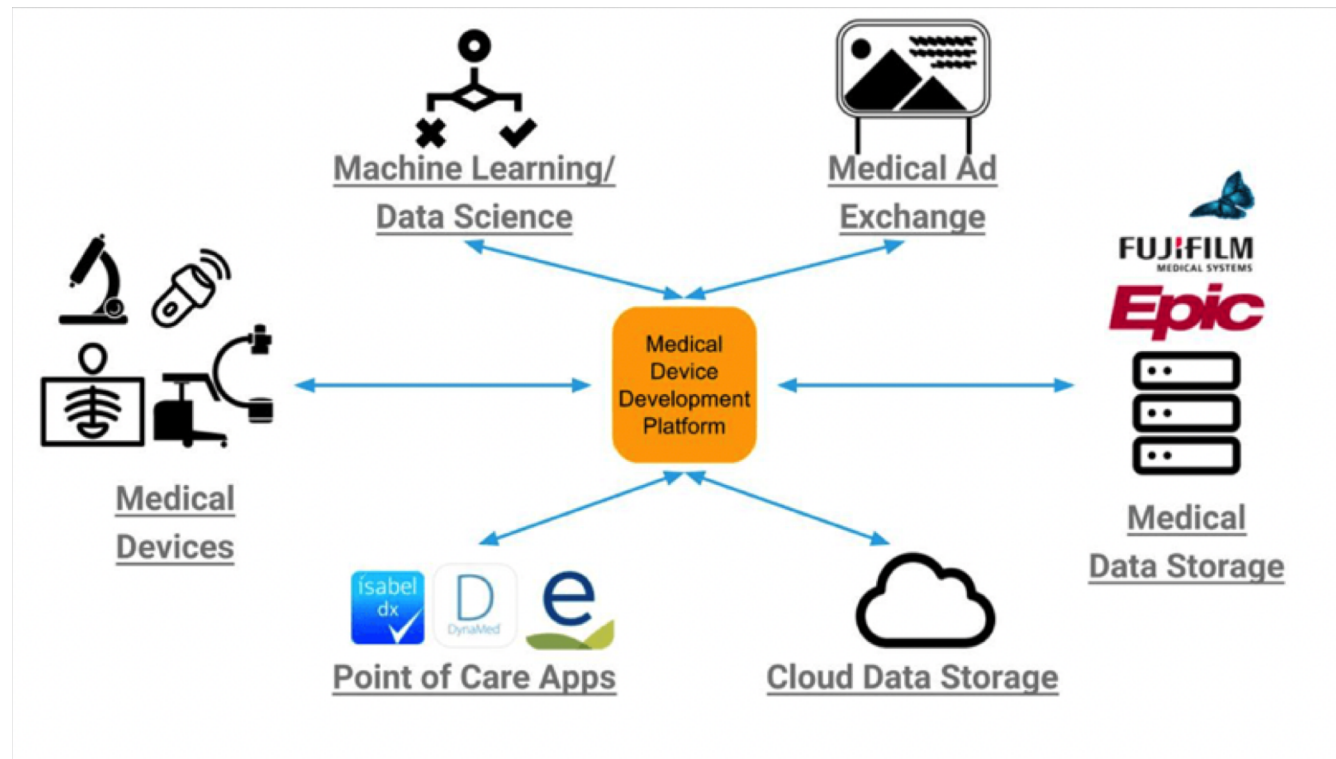 Machine Learning/
Data Science
Medical Ad
Exchange
FUJIFILM
MEDICAL SYSTEMS
Epic
Medical
Device
Development
Platform
Medical
Devices
Medical
Data Storage
isabel
dx
D
DynaMed
e
Point of Care Apps
Cloud Data Storage